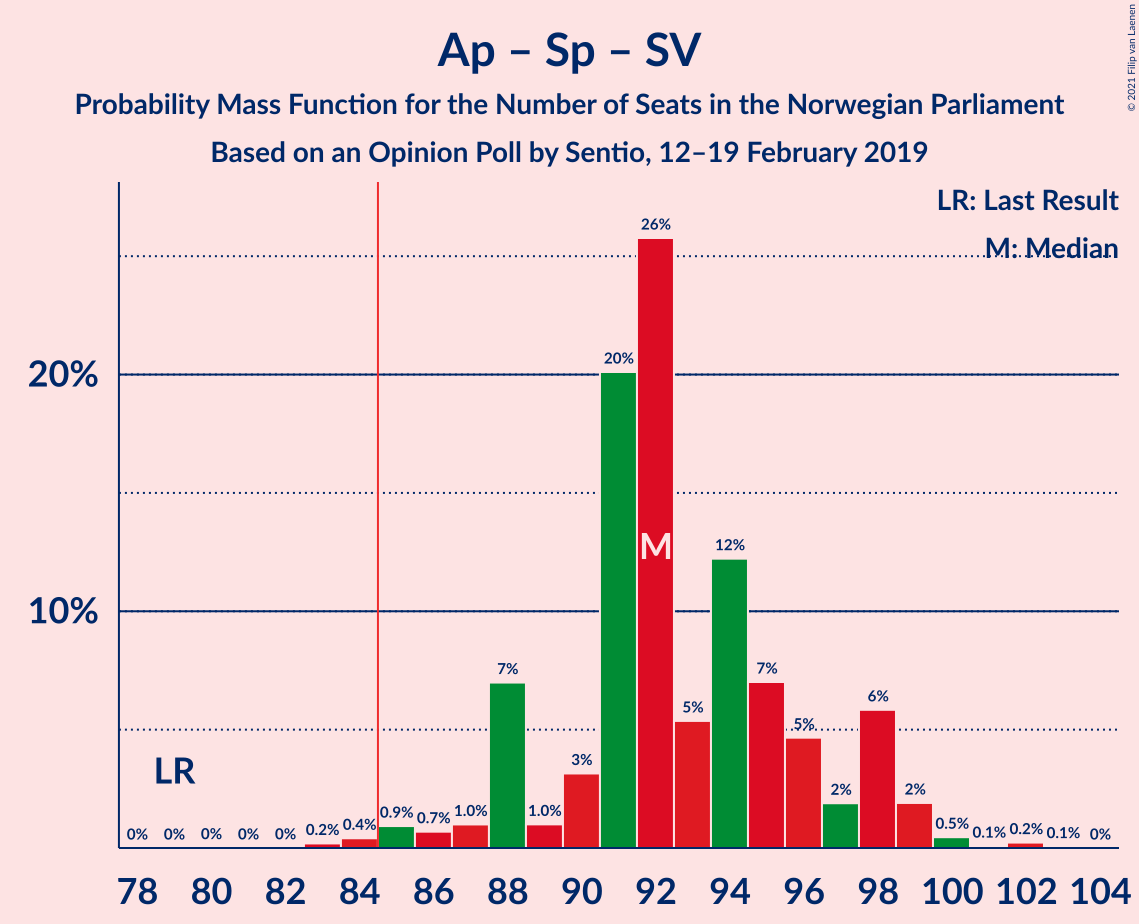 Ap – Sp – SV
Probability Mass Function for the Number of Seats in the Norwegian Parliament
Based on an Opinion Poll by Sentio, 12–19 February 2019
© 2021 Filip van Laenen
LR: Last Result
M: Median
20%
10%
LR
M
0% 0% 0% 0% 0% 0.2% 0.4% 0.9% 0.7% 1.0% 7% 1.0% 3% 20% 26% 5% 12% 7% 5% 2% 6% 2% 0.5% 0.1% 0.2% 0.1% 0%
78 80 82 84 86 88 90 92 94 96 98 100 102 104